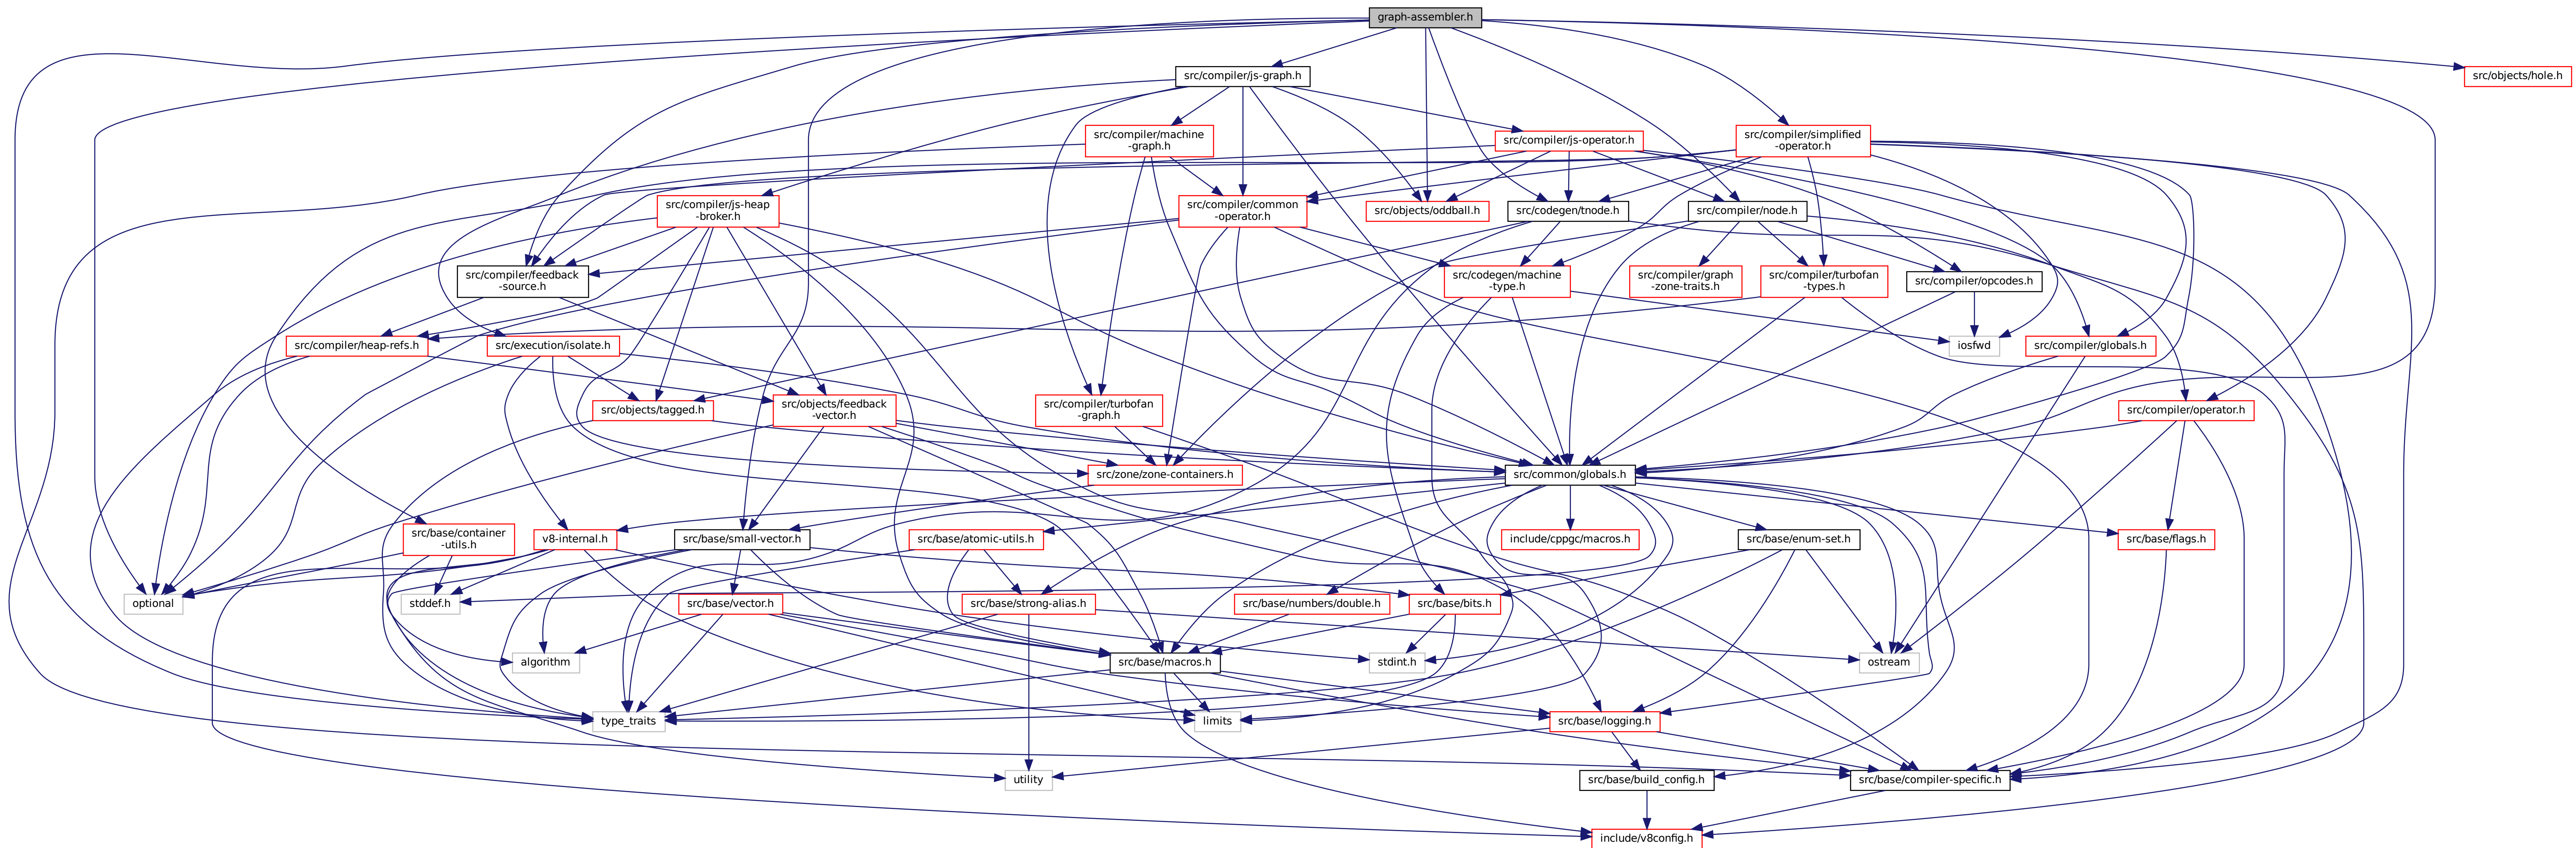 graph-assembler.h
src/compiler/js-graph.h
src/objects/hole.h
src/compiler/machine
-graph.h
src/compiler/js-operator.h
src/compiler/simplified
-operator.h
src/compiler/js-heap
-broker.h
src/compiler/common
-operator.h
src/objects/oddball.h
src/codegen/tnode.h
src/compiler/node.h
src/compiler/feedback
-source.h
src/codegen/machine
-type.h
src/compiler/graph
-zone-traits.h
src/compiler/turbofan
-types.h
src/compiler/opcodes.h
src/compiler/heap-refs.h
src/execution/isolate.h
iosfwd
src/compiler/globals.h
src/objects/tagged.h
src/objects/feedback
-vector.h
src/compiler/turbofan
-graph.h
src/compiler/operator.h
src/zone/zone-containers.h
src/common/globals.h
src/base/container
-utils.h
v8-internal.h
src/base/small-vector.h
src/base/atomic-utils.h
include/cppgc/macros.h
src/base/enum-set.h
src/base/flags.h
optional
stddef.h
src/base/vector.h
src/base/strong-alias.h
src/base/numbers/double.h
src/base/bits.h
algorithm
src/base/macros.h
stdint.h
ostream
type_traits
limits
src/base/logging.h
utility
src/base/build_config.h
src/base/compiler-specific.h
include/v8config.h